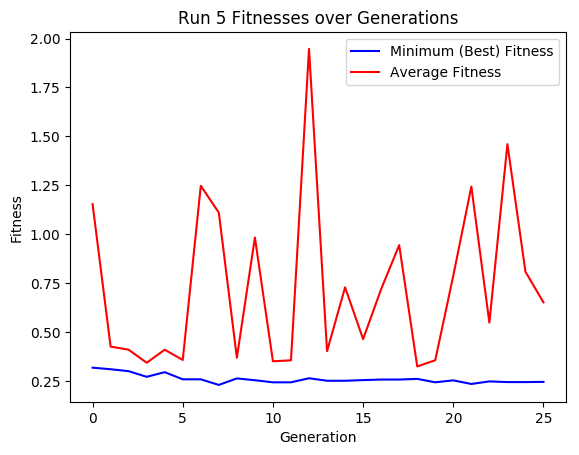 Run 5 Fitnesses over Generations
Minimum (Best) Fitness
Average Fitness
Fitness
2.00
1.75
1.50
1.25
1.00
0.75
0.50
0.25
0 5 10 15 20 25
Generation